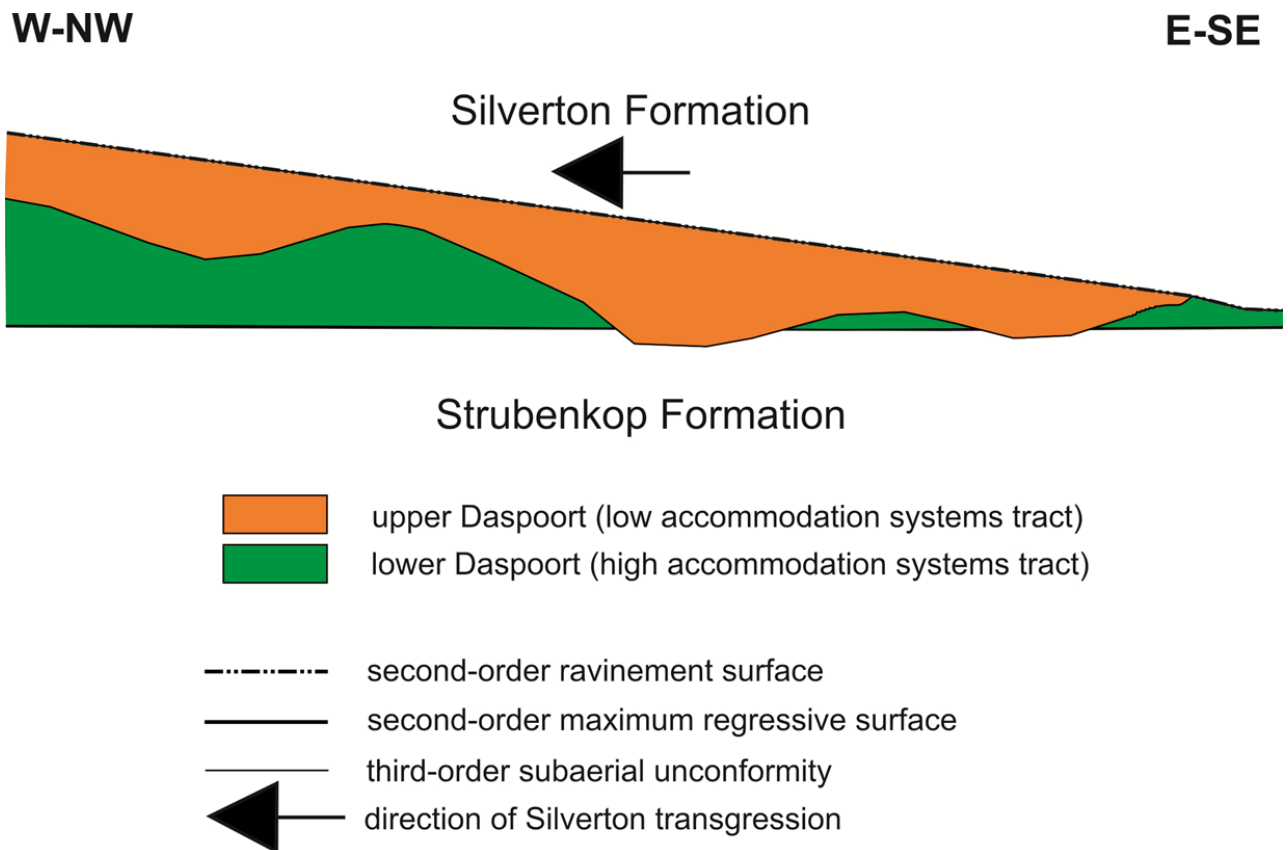 W-NW
E-SE
Silverton Formation
Strubenkop Formation
upper Daspoort (low accommodation systems tract)
lower Daspoort (high accommodation systems tract)
second-order ravinement surface
second-order maximum regressive surface
third-order subaerial unconformity
direction of Silverton transgression